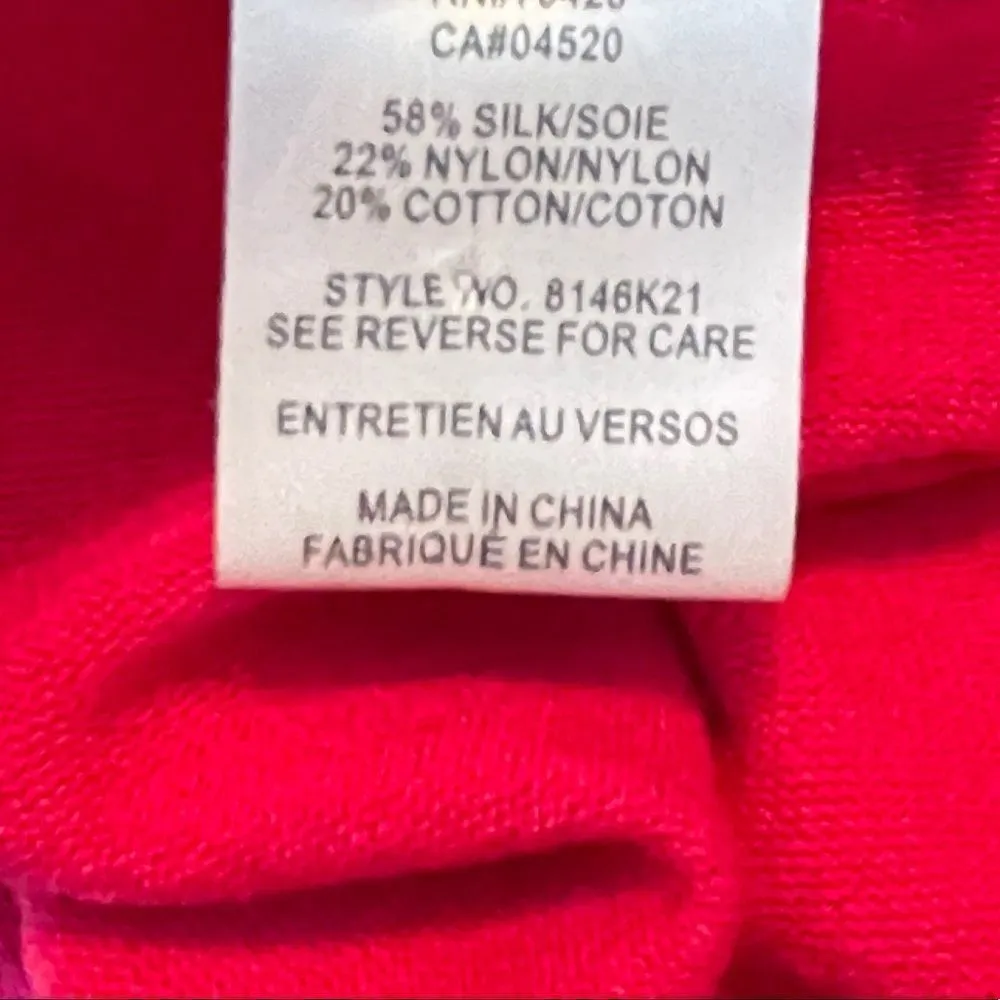 CA#04520
58% SILK/SOIE
22% NYLON/NYLON
20% COTTON/COTON
STYLE NO. 8146K21
SEE REVERSE FOR CARE
ENTRETIEN AU VERSOS
MADE IN CHINA
FABRIQUÉ EN CHINE